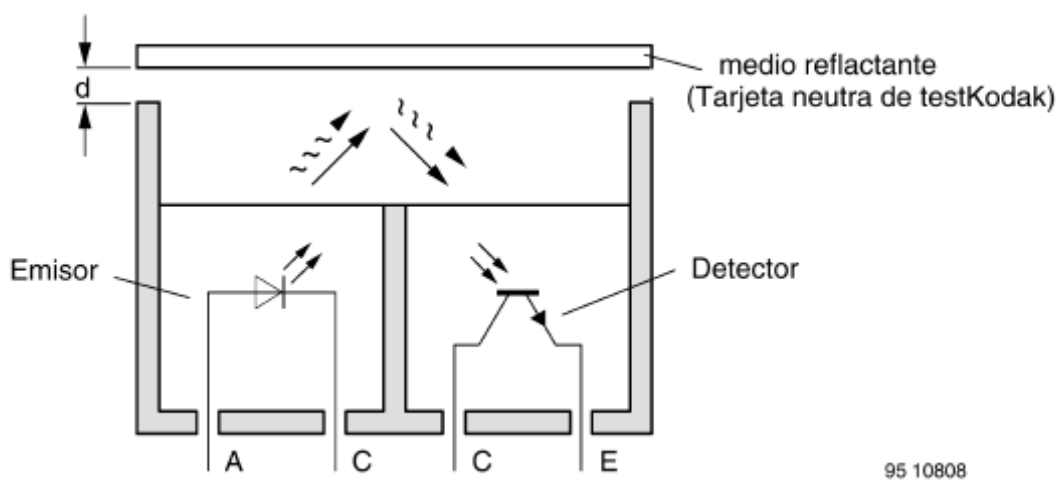 d
medio reflactante
(Tarjeta neutra de testKodak)
Emisor
Detector
A
C
C
E
95 10808